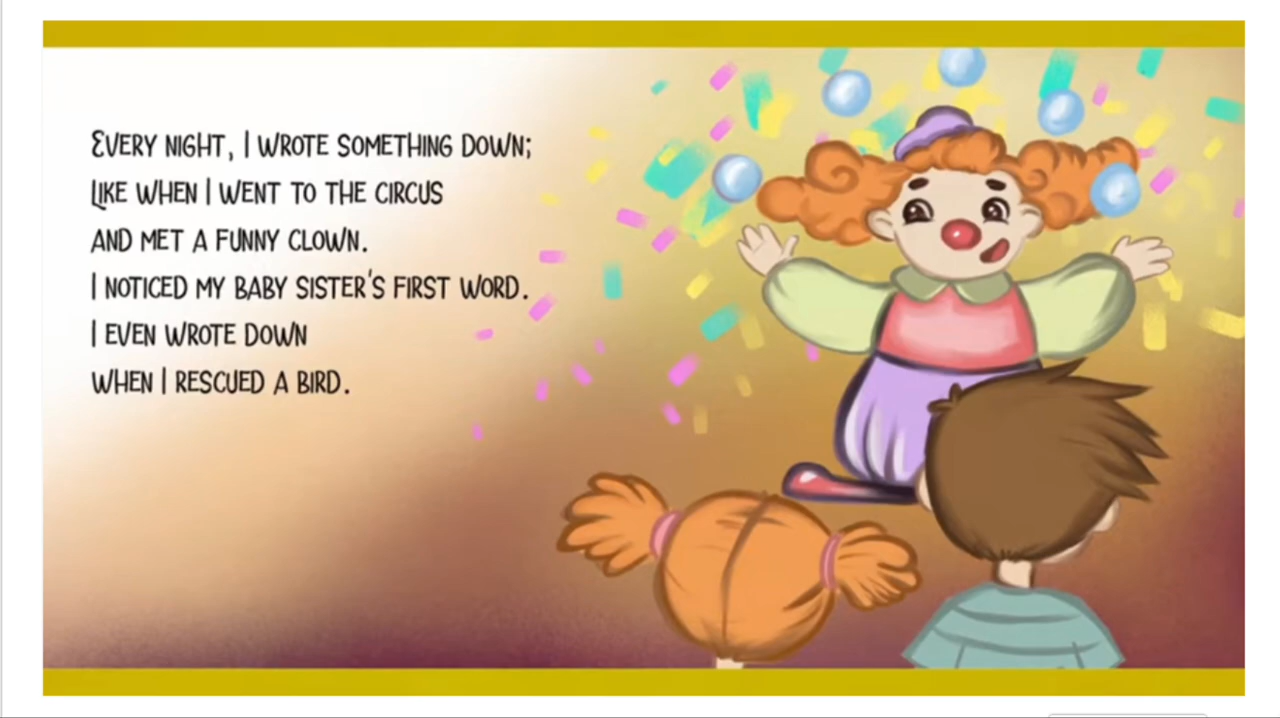 EVERY NIGHT, I WROTE SOMETHING DOWN;
LIKE WHEN I WENT TO THE CIRCUS
AND MET A FUNNY CLOWN.
I NOTICED MY BABY SISTER'S FIRST WORD.
I EVEN WROTE DOWN
WHEN I RESCUED A BIRD.